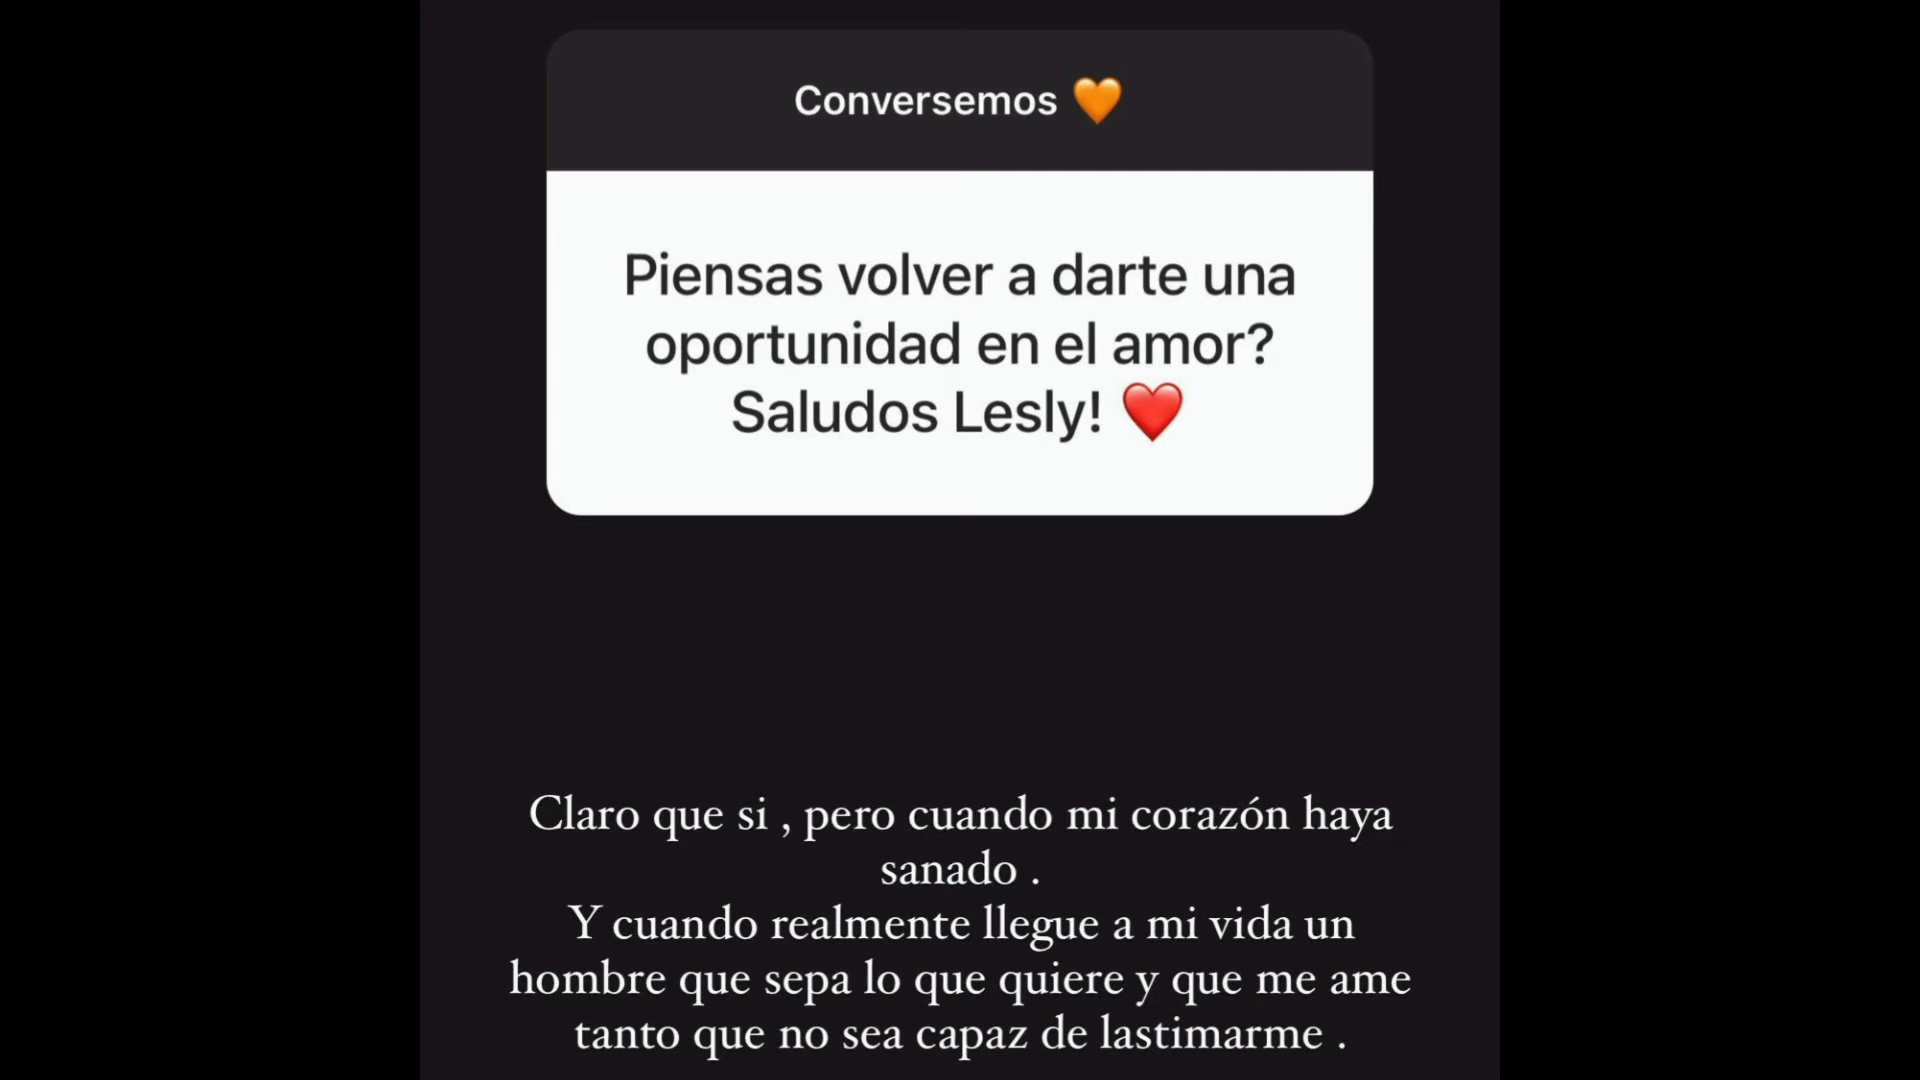 Conversemos 🧡
Piensas volver a darte una
oportunidad en el amor?
Saludos Lesly! ❤️
Claro que si , pero cuando mi corazón haya
sanado .
Y cuando realmente llegue a mi vida un
hombre que sepa lo que quiere y que me ame
tanto que no sea capaz de lastimarme .